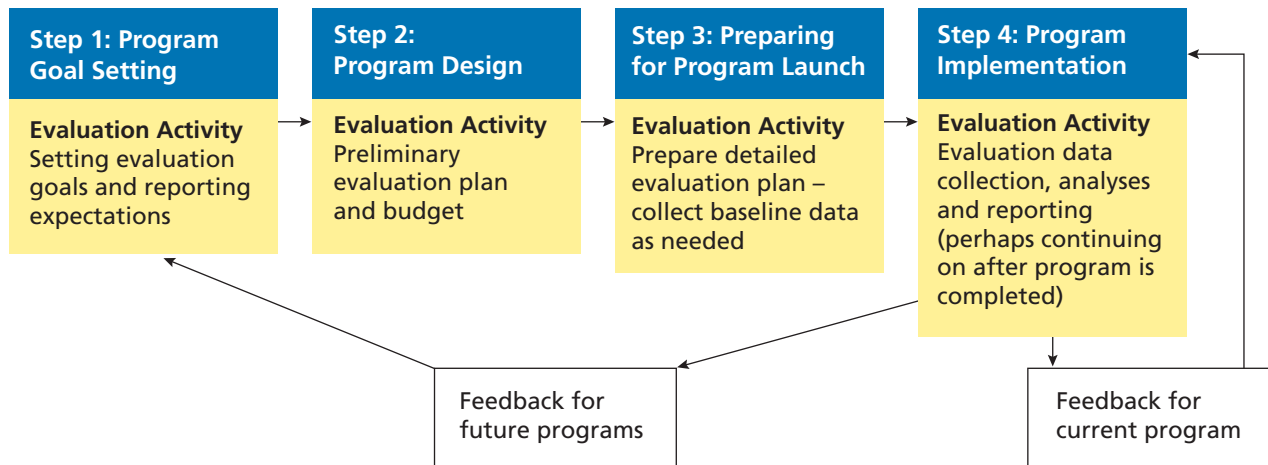 Step 1: Program
Goal Setting
Evaluation Activity
Setting evaluation
goals and reporting
expectations
Step 2:
Program Design
Evaluation Activity
Preliminary
evaluation plan
and budget
Step 3: Preparing
for Program Launch
Evaluation Activity
Prepare detailed
evaluation plan –
collect baseline data
as needed
Step 4: Program
Implementation
Evaluation Activity
Evaluation data
collection, analyses
and reporting
(perhaps continuing
on after program is
completed)
Feedback for
future programs
Feedback for
current program